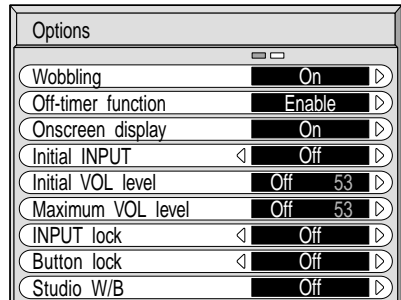 Options
Wobbling On
Off-timer function Enable
Onscreen display On
Initial INPUT Off
Initial VOL level Off 53
Maximum VOL level Off 53
INPUT lock Off
Button lock Off
Studio W/B Off